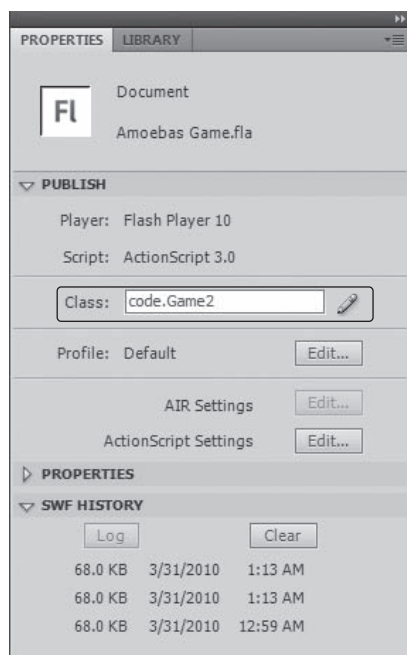 PROPERTIES LIBRARY
Fl
Document
Amoebas Game.fla
PUBLISH
Player: Flash Player 10
Script: ActionScript 3.0
Class: code.Game2
Profile: Default Edit...
AIR Settings Edit...
ActionScript Settings Edit...
PROPERTIES
SWF HISTORY
Log Clear
68.0 KB 3/31/2010 1:13 AM
68.0 KB 3/31/2010 1:13 AM
68.0 KB 3/31/2010 12:59 AM